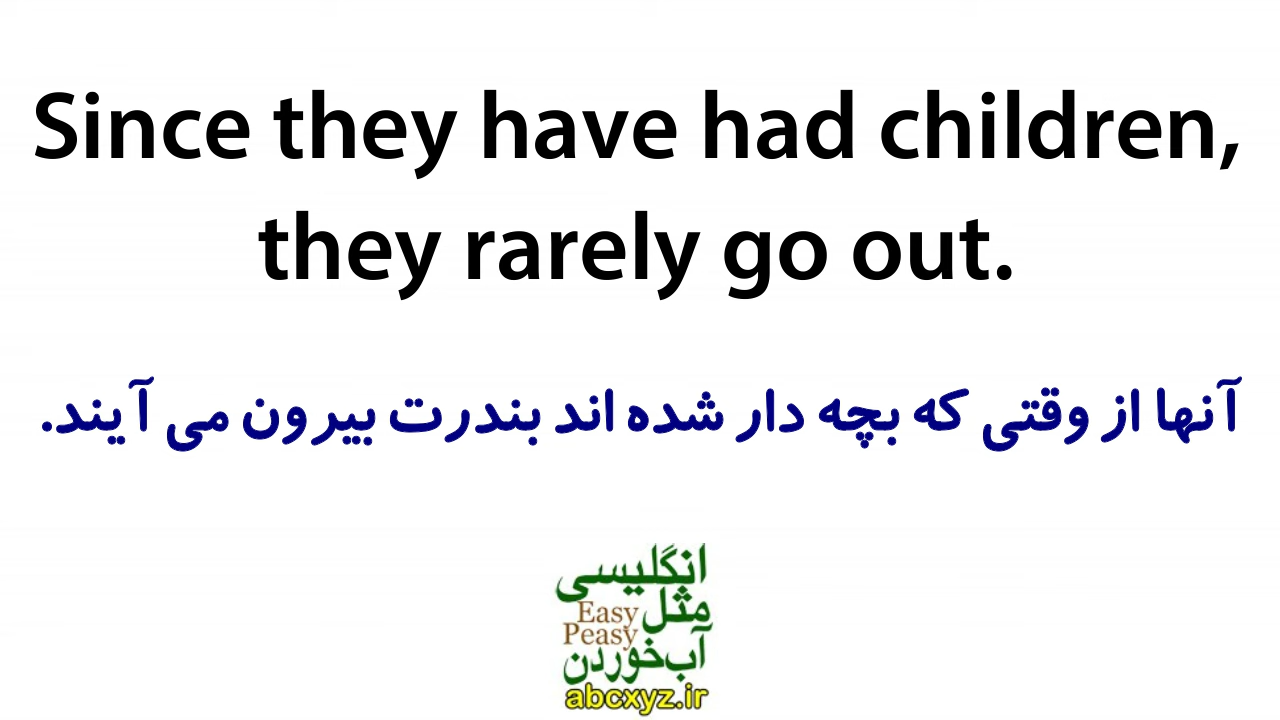 Since they have had children,
they rarely go out.
آنها از وقتی که بچه دار شده اند بندرت بیرون می آیند.
انگلیسی
مثل
Easy
Peasy
آب‌خوردن
abcxyz.ir